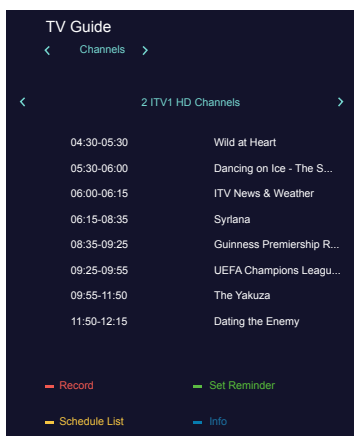 TV Guide
Channels
2 ITV1 HD Channels
04:30-05:30 Wild at Heart
05:30-06:00 Dancing on Ice - The S...
06:00-06:15 ITV News & Weather
06:15-08:35 Syrlana
08:35-09:25 Guinness Premiership R...
09:25-09:55 UEFA Champions Leagu...
09:55-11:50 The Yakuza
11:50-12:15 Dating the Enemy
Record Set Reminder
Schedule List Info